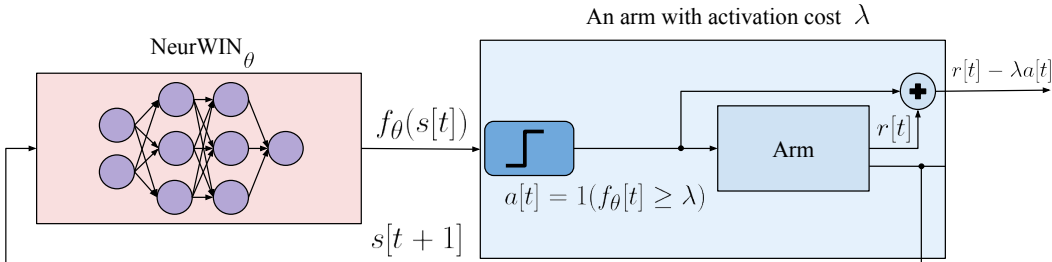 An arm with activation cost λ
NeurWIN_θ
r[t] − λa[t]
f_θ(s[t])
r[t]
Arm
a[t] = 1(f_θ[t] ≥ λ)
s[t + 1]